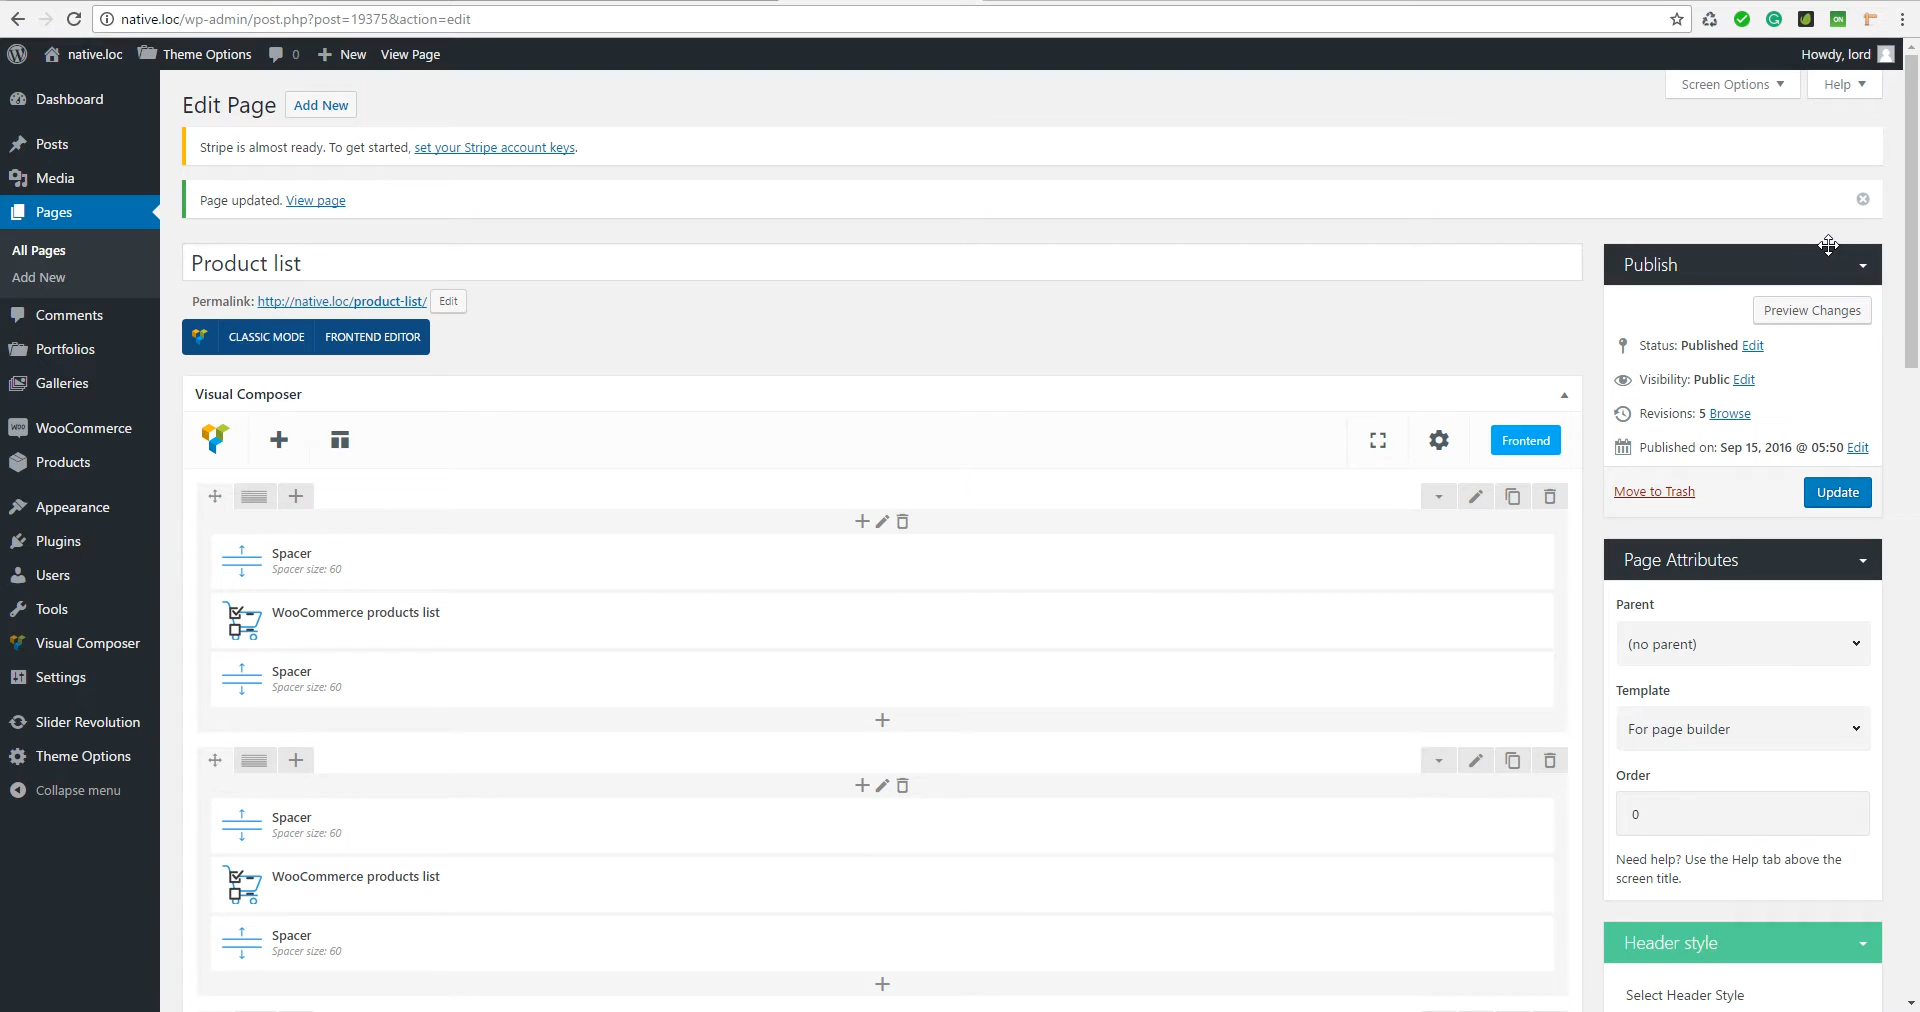 native.loc/wp-admin/post.php?post=19375&action=edit
native.loc Theme Options 0 New View Page Howdy, lord
Screen Options Help
Edit Page Add New
Stripe is almost ready. To get started, set your Stripe account keys.
Page updated. View page
Dashboard
Posts
Media
Pages
All Pages
Add New
Comments
Portfolios
Galleries
WOO WooCommerce
Products
Appearance
Plugins
Users
Tools
Visual Composer
Settings
Slider Revolution
Theme Options
Collapse menu
Product list
Permalink: http://native.loc/product-list/ Edit
CLASSIC MODE FRONTEND EDITOR
Visual Composer
Frontend
Spacer
Spacer size: 60
WooCommerce products list
Spacer
Spacer size: 60
Spacer
Spacer size: 60
WooCommerce products list
Spacer
Spacer size: 60
Publish
Preview Changes
Status: Published Edit
Visibility: Public Edit
Revisions: 5 Browse
Published on: Sep 15, 2016 @ 05:50 Edit
Move to Trash Update
Page Attributes
Parent
(no parent)
Template
For page builder
Order
0
Need help? Use the Help tab above the
screen title.
Header style
Select Header Style